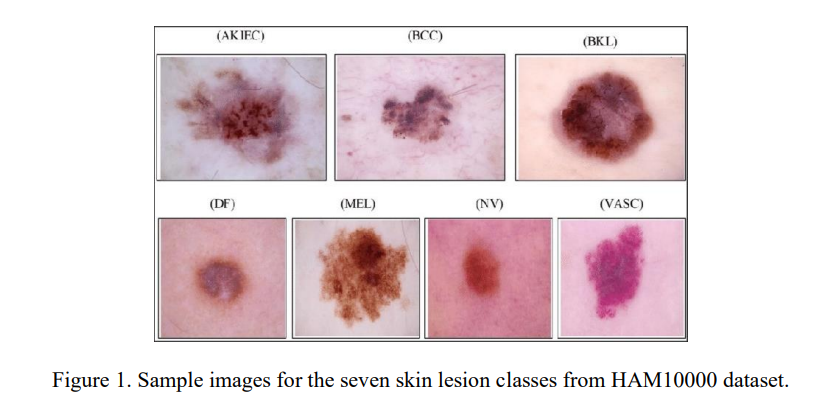 (AKIEC) (BCC) (BKL)
(DF) (MEL) (NV) (VASC)
Figure 1. Sample images for the seven skin lesion classes from HAM10000 dataset.